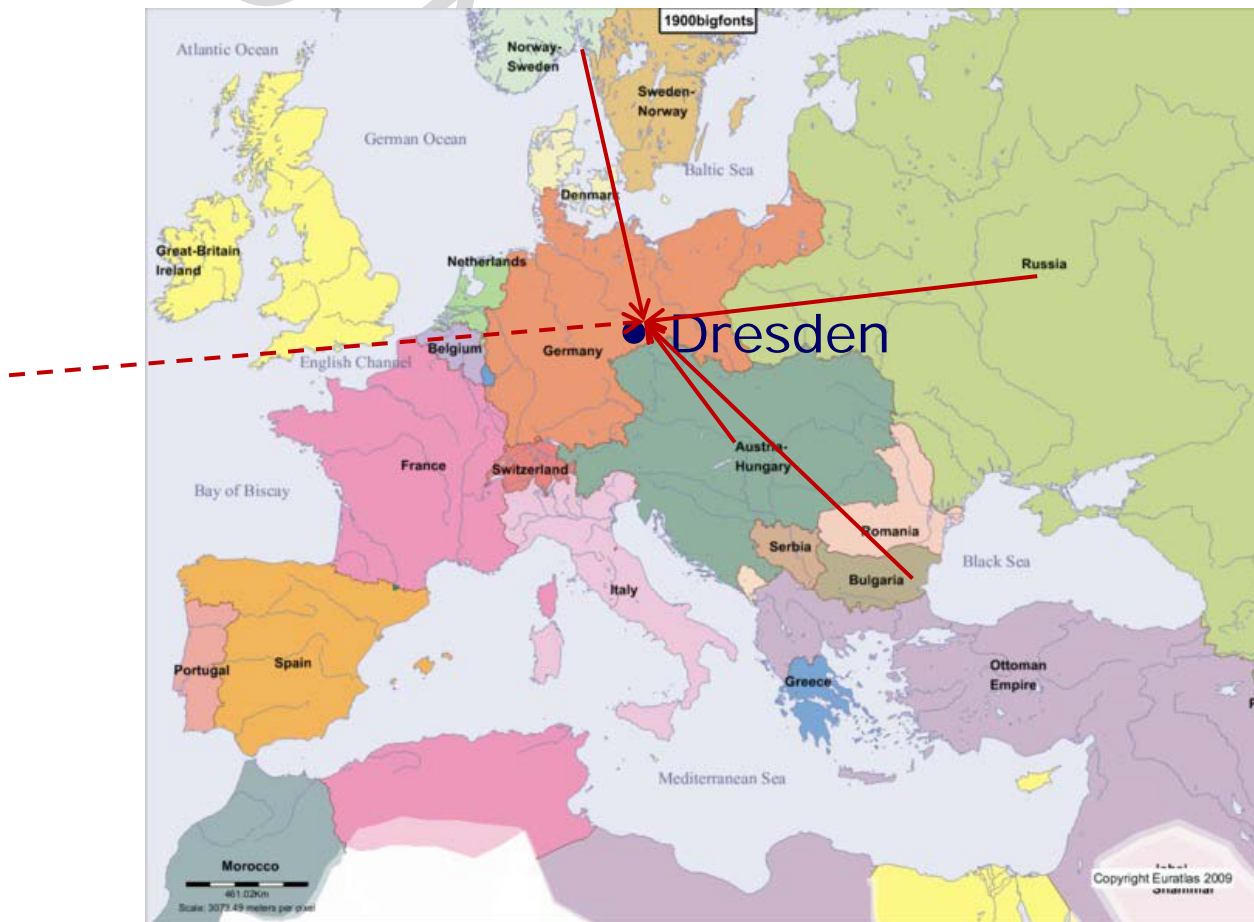 1900bigfonts
Atlantic Ocean
Norway-
Sweden
Sweden-
Norway
German Ocean
Baltic Sea
Denmark
Great-Britain
Ireland
Netherlands
Russia
Dresden
Belgium
Germany
English Channel
Austria-
Hungary
France
Switzerland
Bay of Biscay
Romania
Serbia
Black Sea
Bulgaria
Italy
Portugal
Spain
Ottoman
Empire
Greece
Mediterranean Sea
Morocco
461.02Km
Scale: 3073.49 meters per pixel
Copyright Euratlas 2009